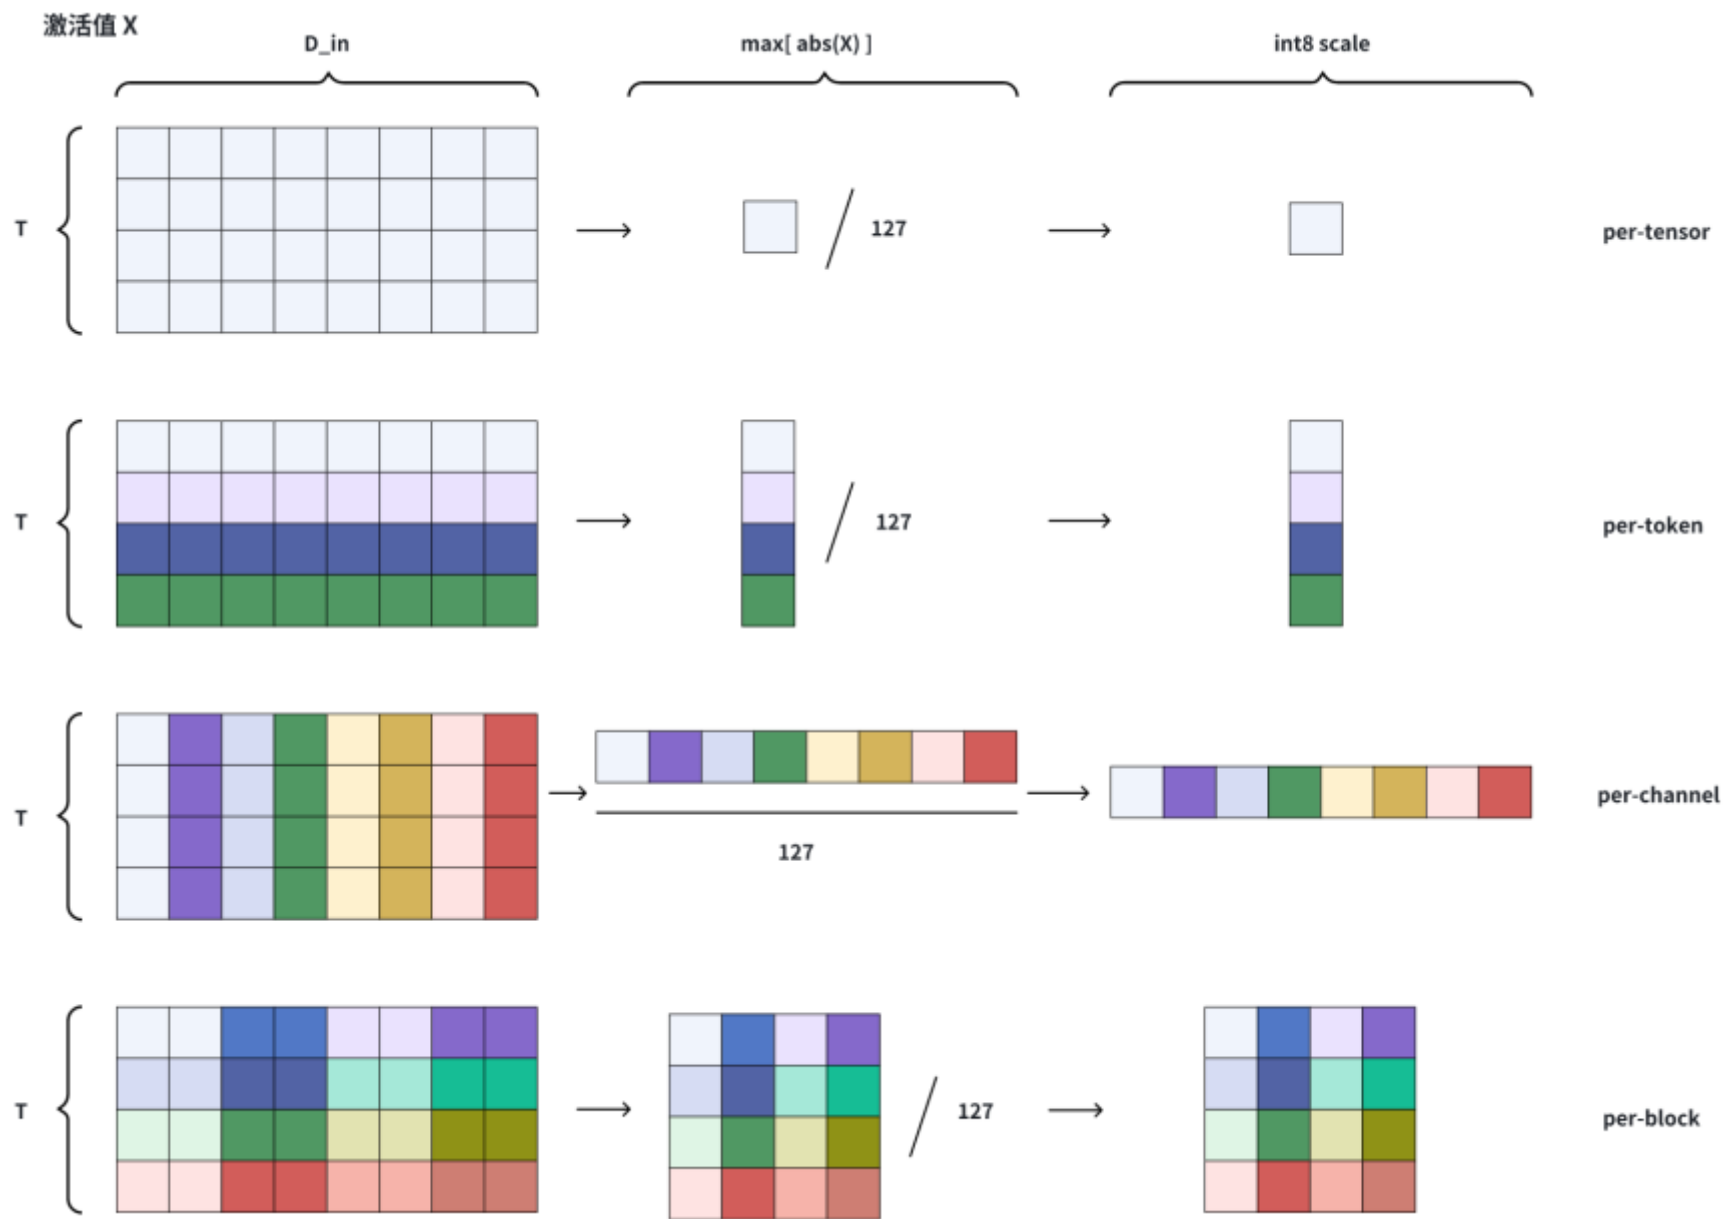 激活值 X
D_in
max[ abs(X) ]
int8 scale
T
127
per-tensor
T
127
per-token
T
127
per-channel
T
127
per-block